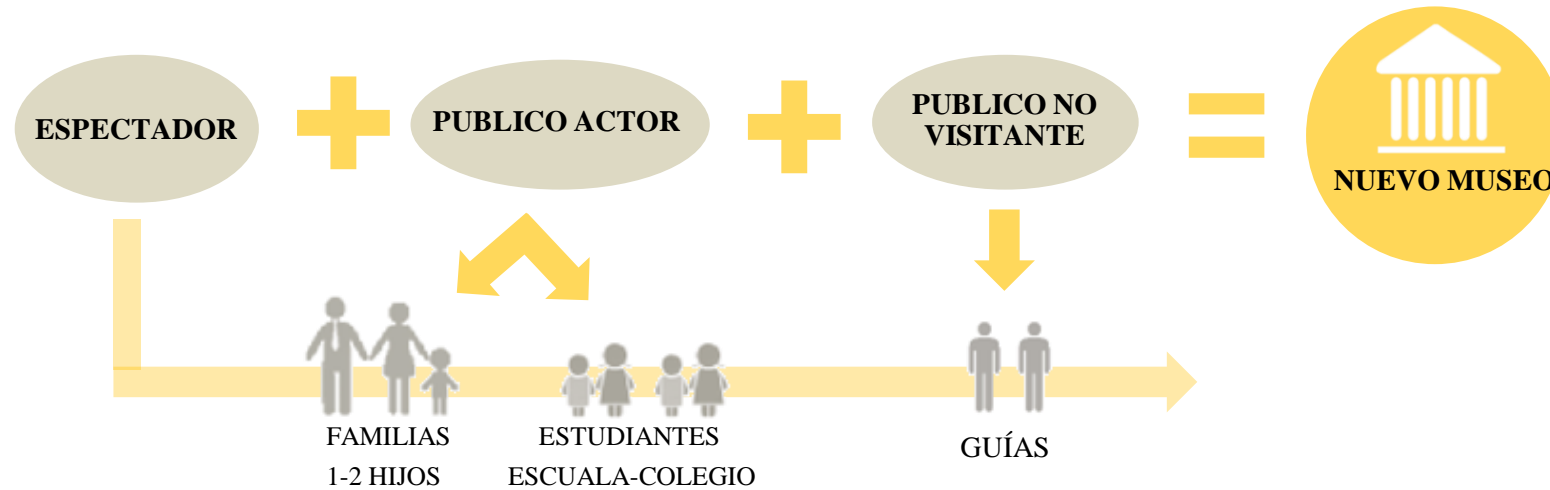 ESPECTADOR
PUBLICO ACTOR
PUBLICO NO
VISITANTE
NUEVO MUSEO
FAMILIAS
1-2 HIJOS
ESTUDIANTES
ESCUALA-COLEGIO
GUÍAS